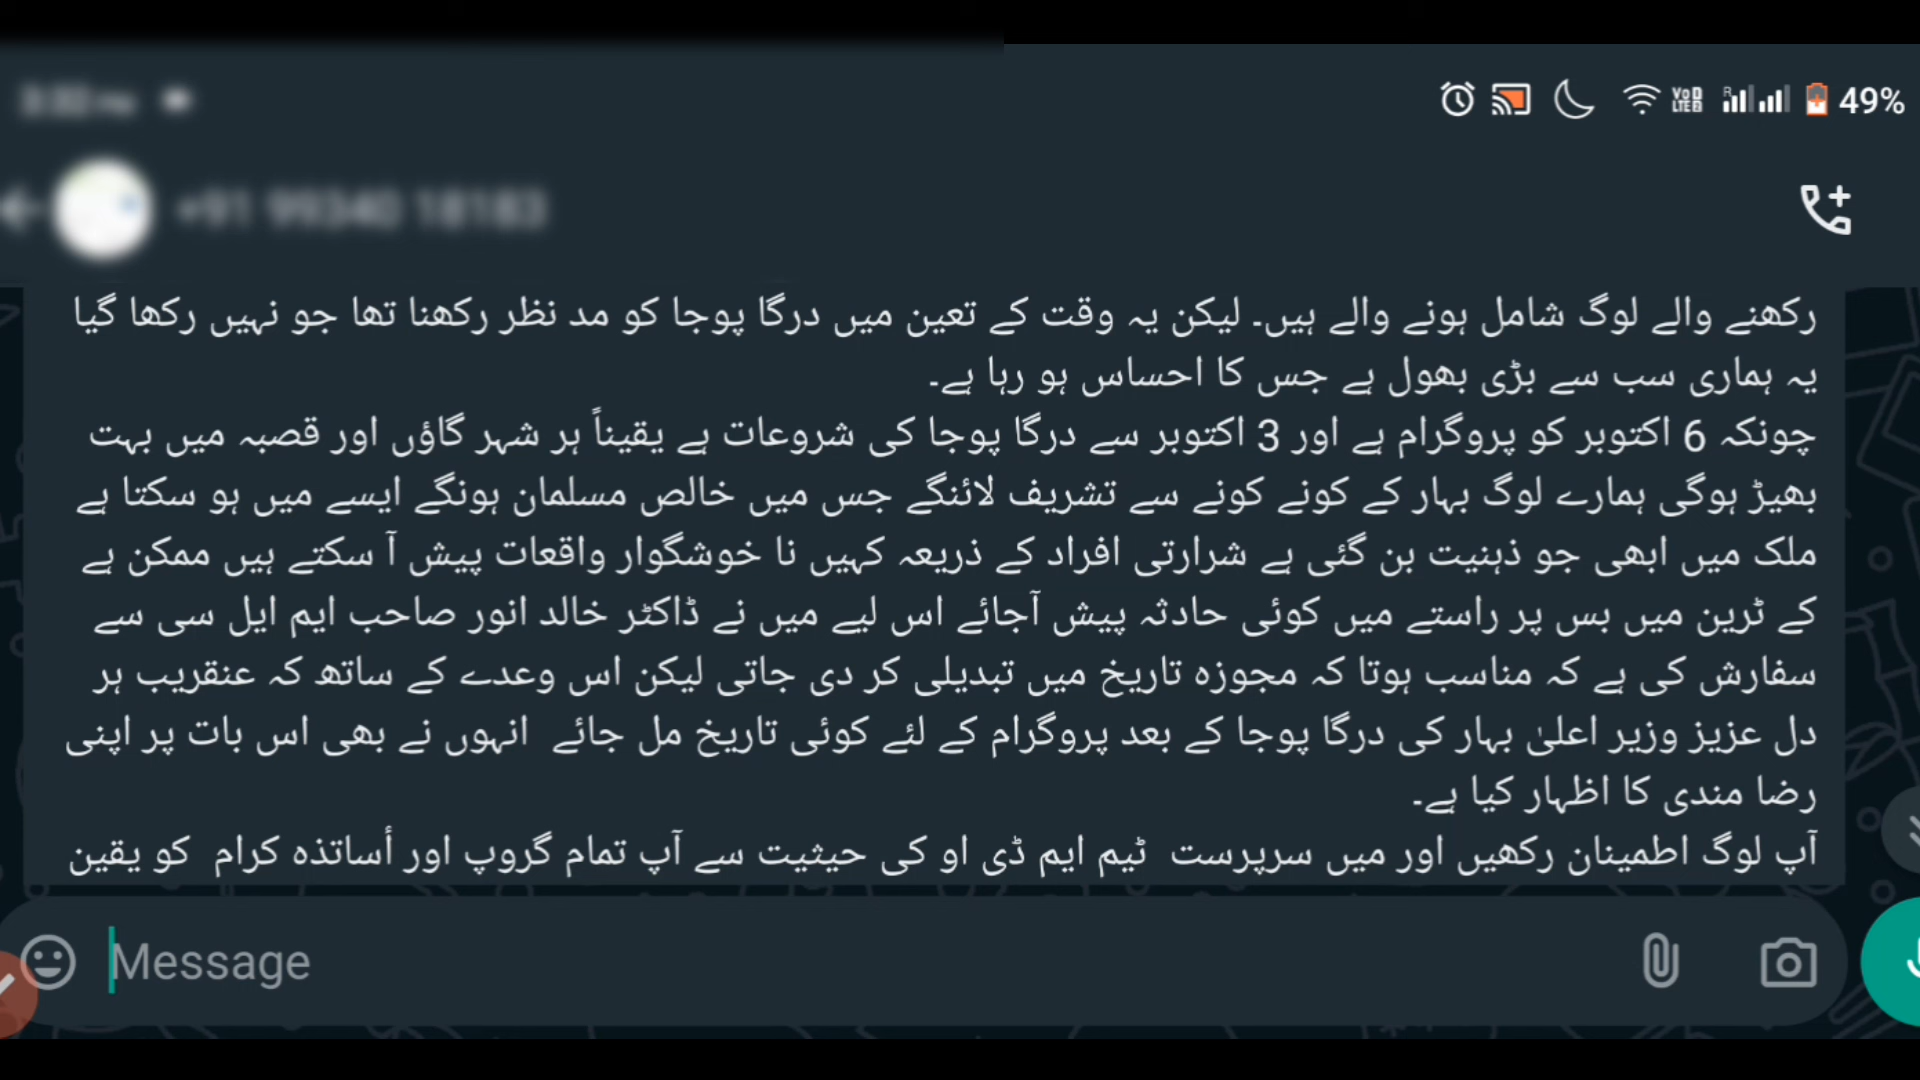 49%
رکھنے والے لوگ شامل ہونے والے ہیں۔ لیکن یہ وقت کے تعین میں درگا پوجا کو مد نظر رکھنا تھا جو نہیں رکھا گیا
یہ ہماری سب سے بڑی بھول ہے جس کا احساس ہو رہا ہے۔
چونکہ 6 اکتوبر کو پروگرام ہے اور 3 اکتوبر سے درگا پوجا کی شروعات ہے یقیناً ہر شہر گاؤں اور قصبہ میں بہت
بھیڑ ہوگی ہمارے لوگ بہار کے کونے کونے سے تشریف لائنگے جس میں خالص مسلمان ہونگے ایسے میں ہو سکتا ہے
ملک میں ابھی جو ذہنیت بن گئی ہے شرارتی افراد کے ذریعہ کہیں نا خوشگوار واقعات پیش آ سکتے ہیں ممکن ہے
کے ٹرین میں بس پر راستے میں کوئی حادثہ پیش آجائے اس لیے میں نے ڈاکٹر خالد انور صاحب ایم ایل سی سے
سفارش کی ہے کہ مناسب ہوتا کہ مجوزہ تاریخ میں تبدیلی کر دی جاتی لیکن اس وعدے کے ساتھ کہ عنقریب ہر
دل عزیز وزیر اعلیٰ بہار کی درگا پوجا کے بعد پروگرام کے لئے کوئی تاریخ مل جائے انہوں نے بھی اس بات پر اپنی
رضا مندی کا اظہار کیا ہے۔
آپ لوگ اطمینان رکھیں اور میں سرپرست ٹیم ایم ڈی او کی حیثیت سے آپ تمام گروپ اور أساتذہ کرام کو یقین
Message